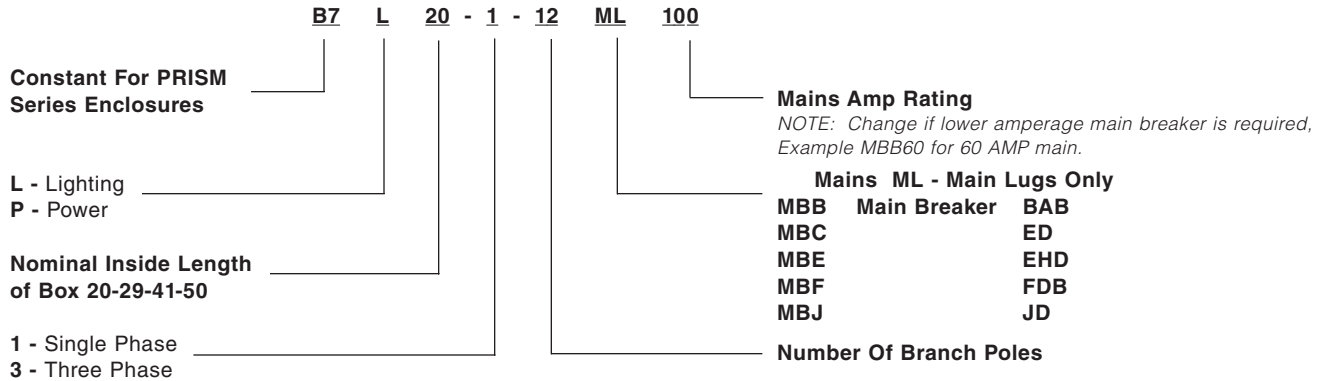 B7 L 20 - 1 - 12 ML 100
Constant For PRISM
Series Enclosures
L - Lighting
P - Power
Nominal Inside Length
of Box 20-29-41-50
1 - Single Phase
3 - Three Phase
Mains Amp Rating
NOTE: Change if lower amperage main breaker is required,
Example MBB60 for 60 AMP main.
Mains ML - Main Lugs Only
MBB Main Breaker BAB
MBC ED
MBE EHD
MBF FDB
MBJ JD
Number Of Branch Poles